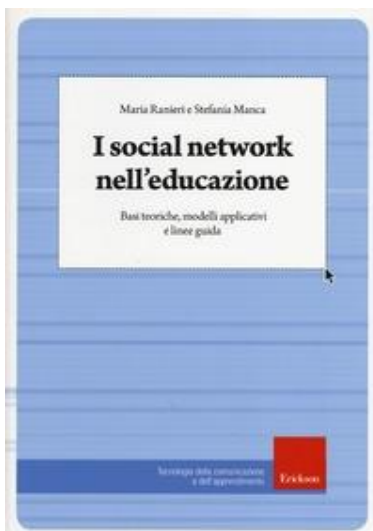 Maria Ranieri e Stefania Manca
I social network
nell'educazione
Basi teoriche, modelli applicativi
e linee guida
Tecnologie della comunicazione
e dell'apprendimento
Erickson